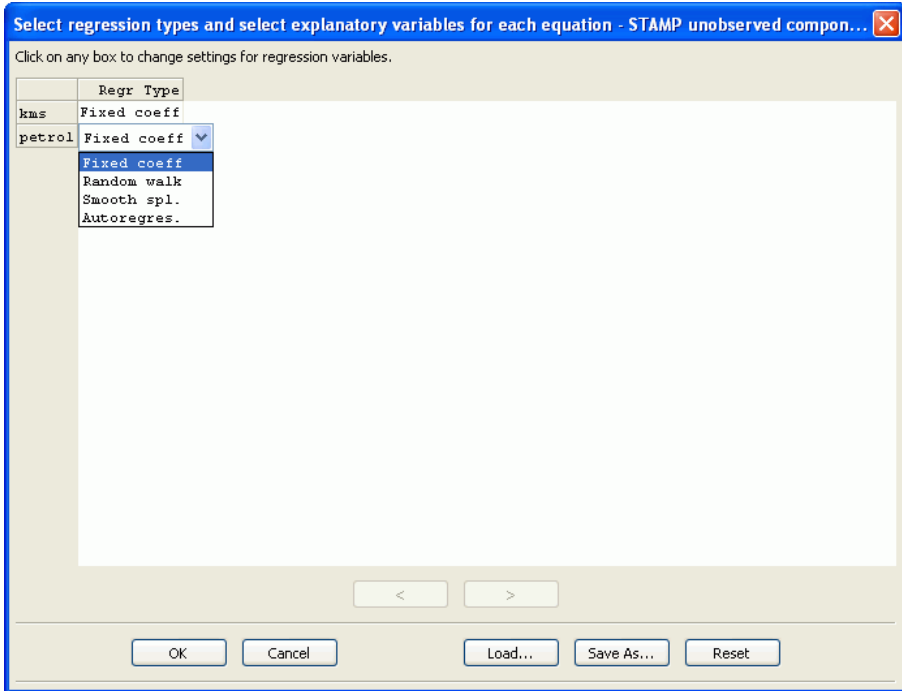 Select regression types and select explanatory variables for each equation - STAMP unobserved compon...
Click on any box to change settings for regression variables.
Regr Type
kms Fixed coeff
petrol Fixed coeff
Fixed coeff
Random walk
Smooth spl.
Autoregres.
< >
OK Cancel Load... Save As... Reset